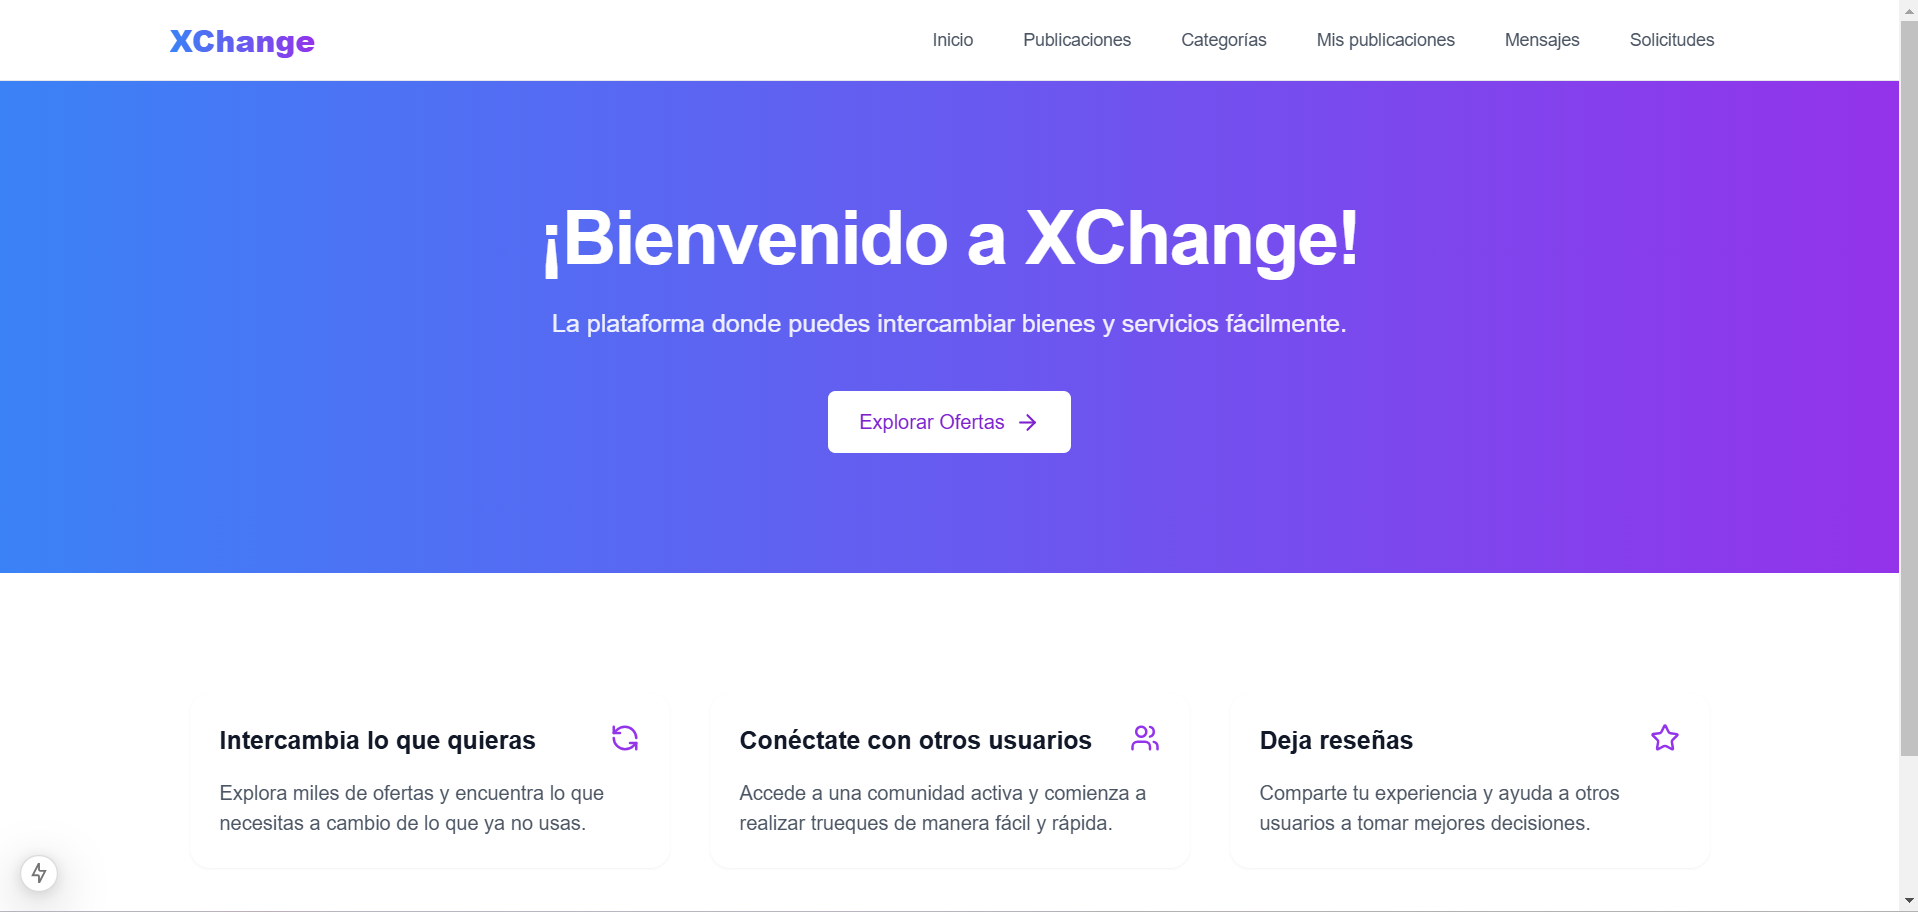 XChange
Inicio Publicaciones Categorías Mis publicaciones Mensajes Solicitudes
¡Bienvenido a XChange!
La plataforma donde puedes intercambiar bienes y servicios fácilmente.
Explorar Ofertas
Intercambia lo que quieras
Explora miles de ofertas y encuentra lo que
necesitas a cambio de lo que ya no usas.
Conéctate con otros usuarios
Accede a una comunidad activa y comienza a
realizar trueques de manera fácil y rápida.
Deja reseñas
Comparte tu experiencia y ayuda a otros
usuarios a tomar mejores decisiones.